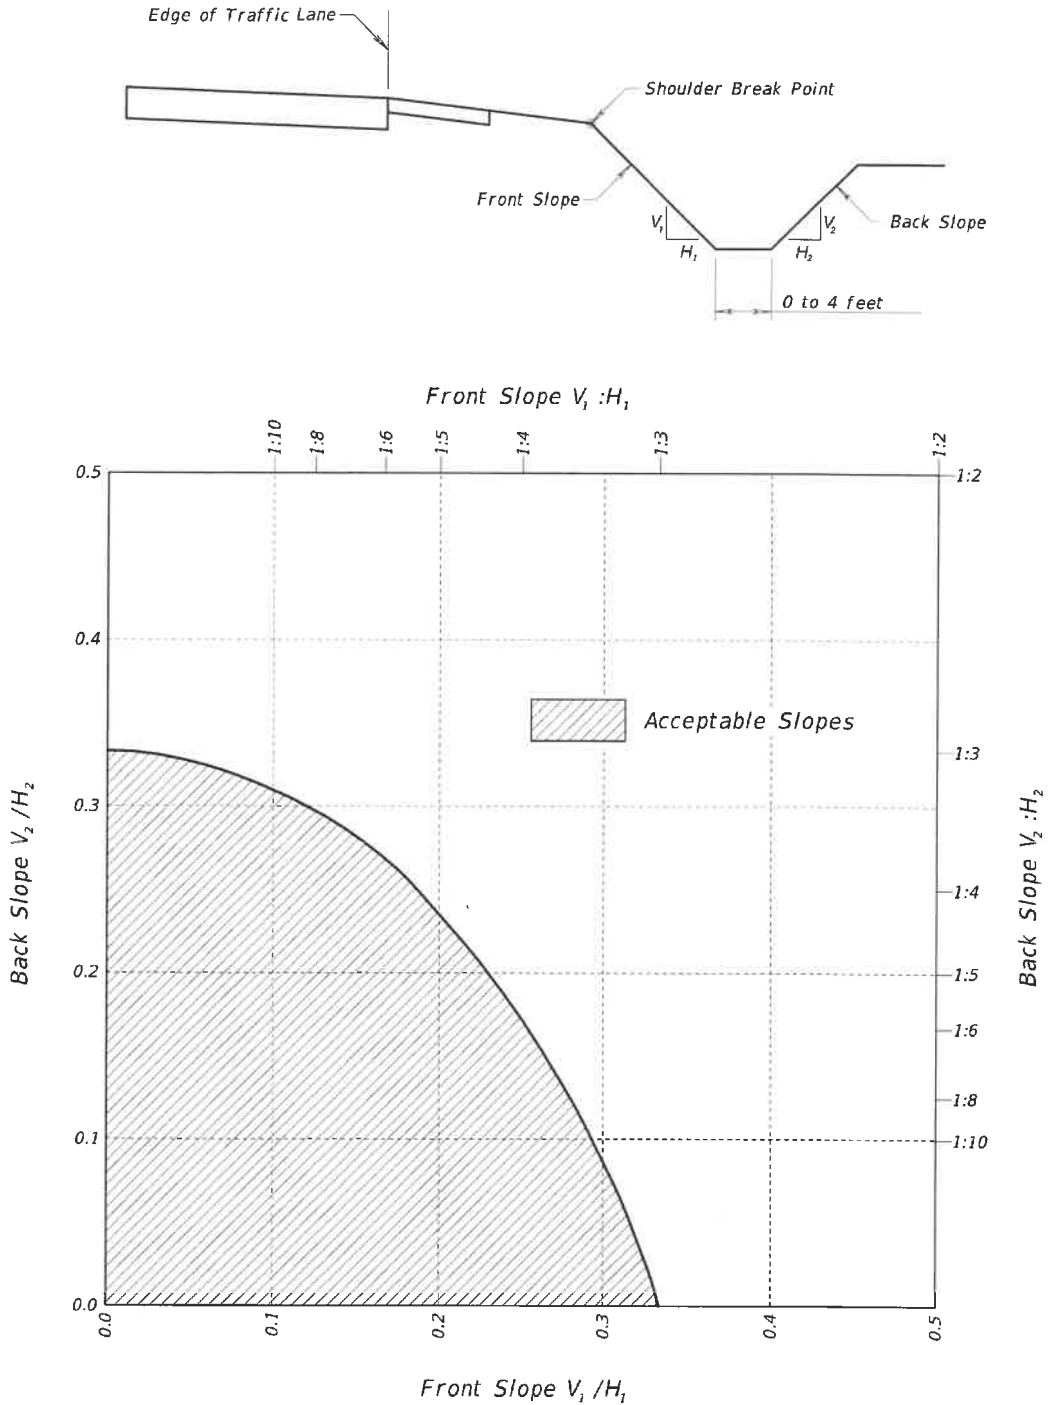 Edge of Traffic Lane
Shoulder Break Point
Front Slope
V₁
H₁
V₂
H₂
Back Slope
0 to 4 feet
Front Slope V₁ :H₁
1:10
1:8
1:6
1:5
1:4
1:3
1:2
0.5
0.4
0.3
0.2
0.1
0.0
Back Slope V₂ /H₂
Acceptable Slopes
1:2
1:3
1:4
1:5
1:6
1:8
1:10
Back Slope V₂ :H₂
0.0
0.1
0.2
0.3
0.4
0.5
Front Slope V₁ /H₁